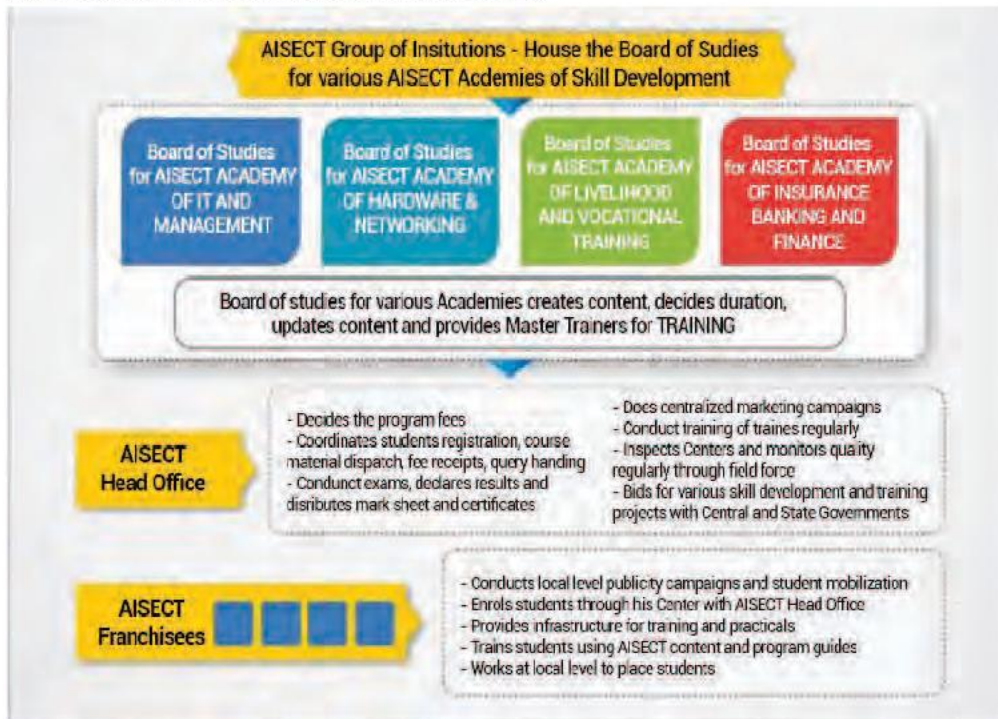 AISECT Group of Insitutions - House the Board of Sudies
for various AISECT Acdemies of Skill Development
Board of Studies
for AISECT ACADEMY
OF IT AND
MANAGEMENT
Board of Studies
for AISECT ACADEMY
OF HARDWARE &
NETWORKING
Board of Studies
for AISECT ACADEMY
OF LIVELIHOOD
AND VOCATIONAL
TRAINING
Board of Studies
for AISECT ACADEMY
OF INSURANCE
BANKING AND
FINANCE
Board of studies for various Academies creates content, decides duration,
updates content and provides Master Trainers for TRAINING
AISECT
Head Office
- Decides the program fees
- Coordinates students registration, course
material dispatch, fee receipts, query handing
- Condunct exams, declares results and
disributes mark sheet and certificates
- Does centralized marketing campaigns
- Conduct training of traines regularly
- Inspects Centers and monitors quality
regularly through field force
- Bids for various skill development and training
projects with Central and State Governments
AISECT
Franchisees
- Conducts local level publicity campaigns and student mobilization
- Enrols students through his Center with AISECT Head Office
- Provides infrastructure for training and practicals
- Trains students using AISECT content and program guides
- Works at local level to place students